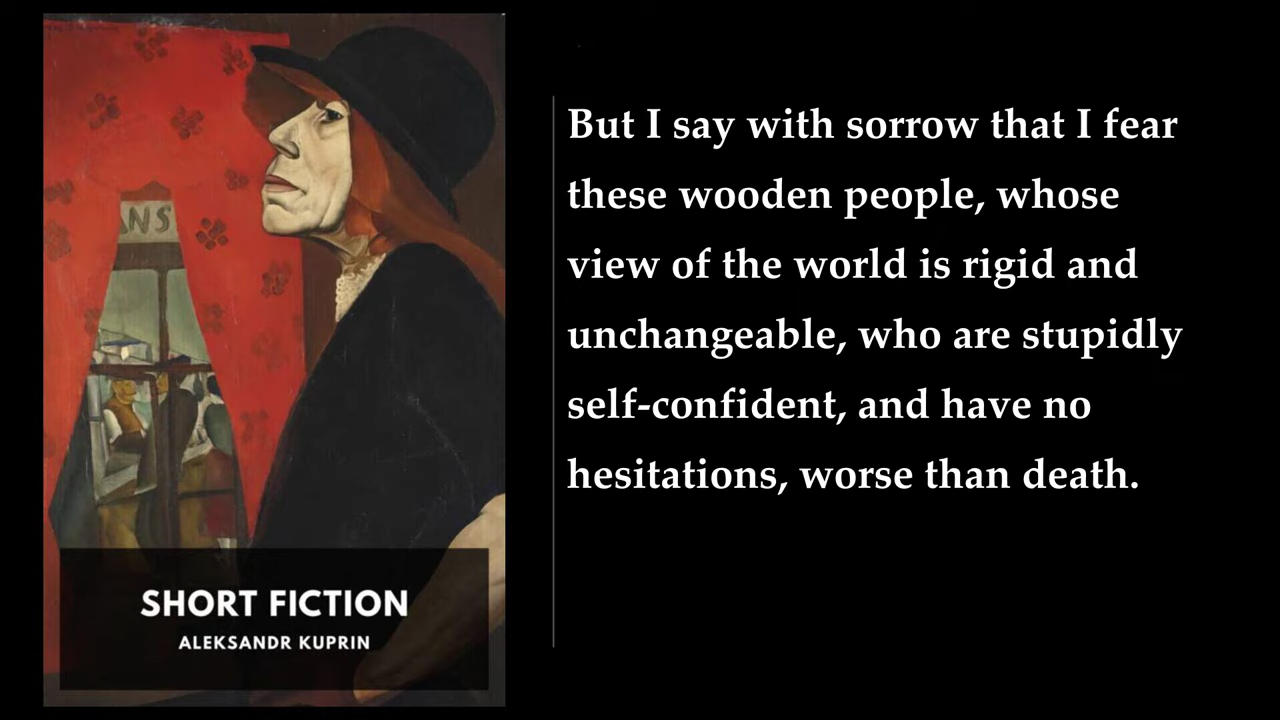 NS
SHORT FICTION
ALEKSANDR KUPRIN
But I say with sorrow that I fear
these wooden people, whose
view of the world is rigid and
unchangeable, who are stupidly
self-confident, and have no
hesitations, worse than death.